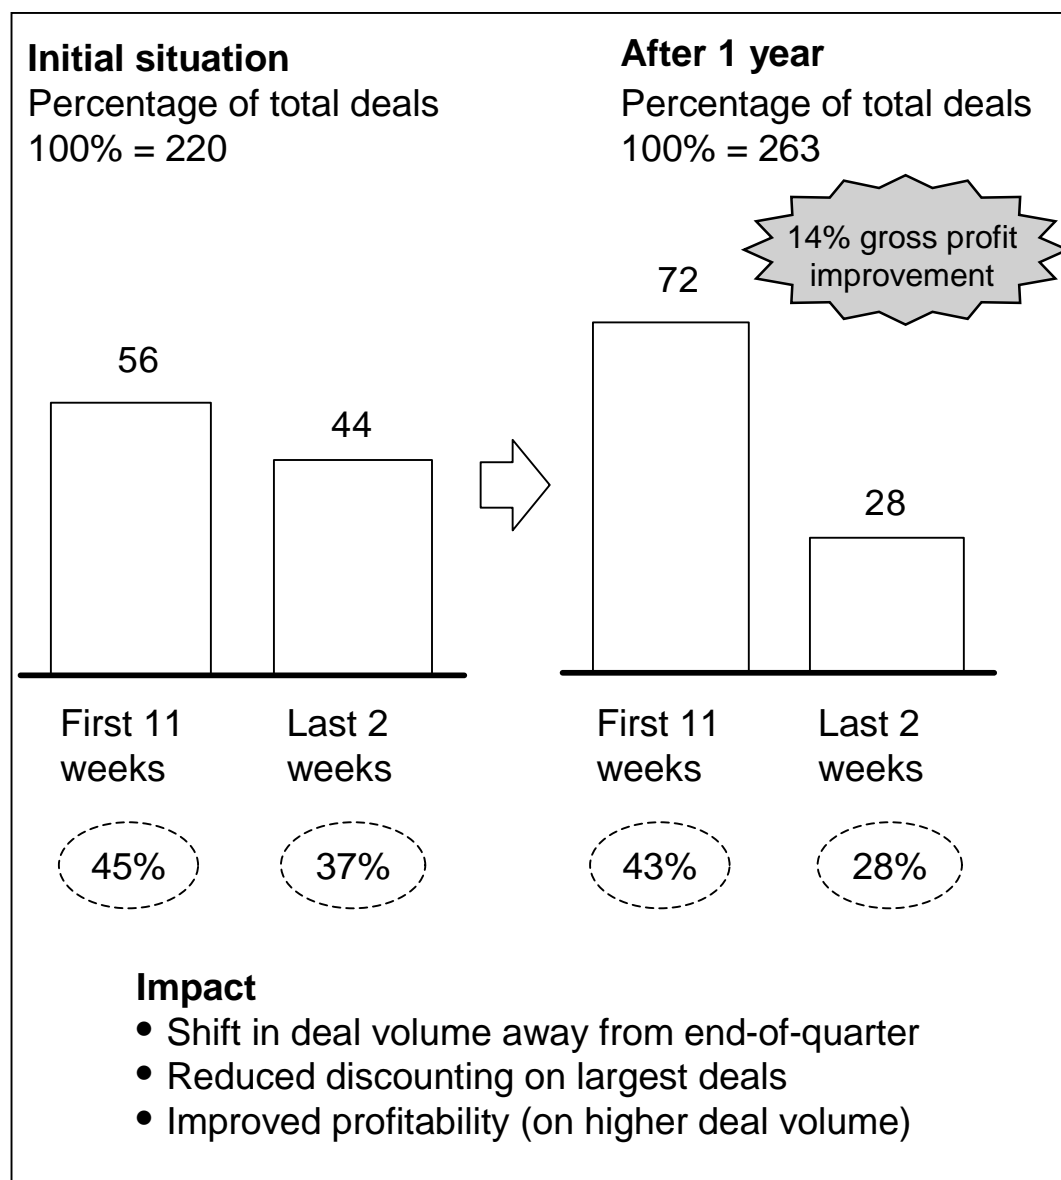 Initial situation
Percentage of total deals
100% = 220
56
44
First 11
weeks
Last 2
weeks
45%
37%
After 1 year
Percentage of total deals
100% = 263
14% gross profit
improvement
72
28
First 11
weeks
Last 2
weeks
43%
28%
Impact
• Shift in deal volume away from end-of-quarter
• Reduced discounting on largest deals
• Improved profitability (on higher deal volume)